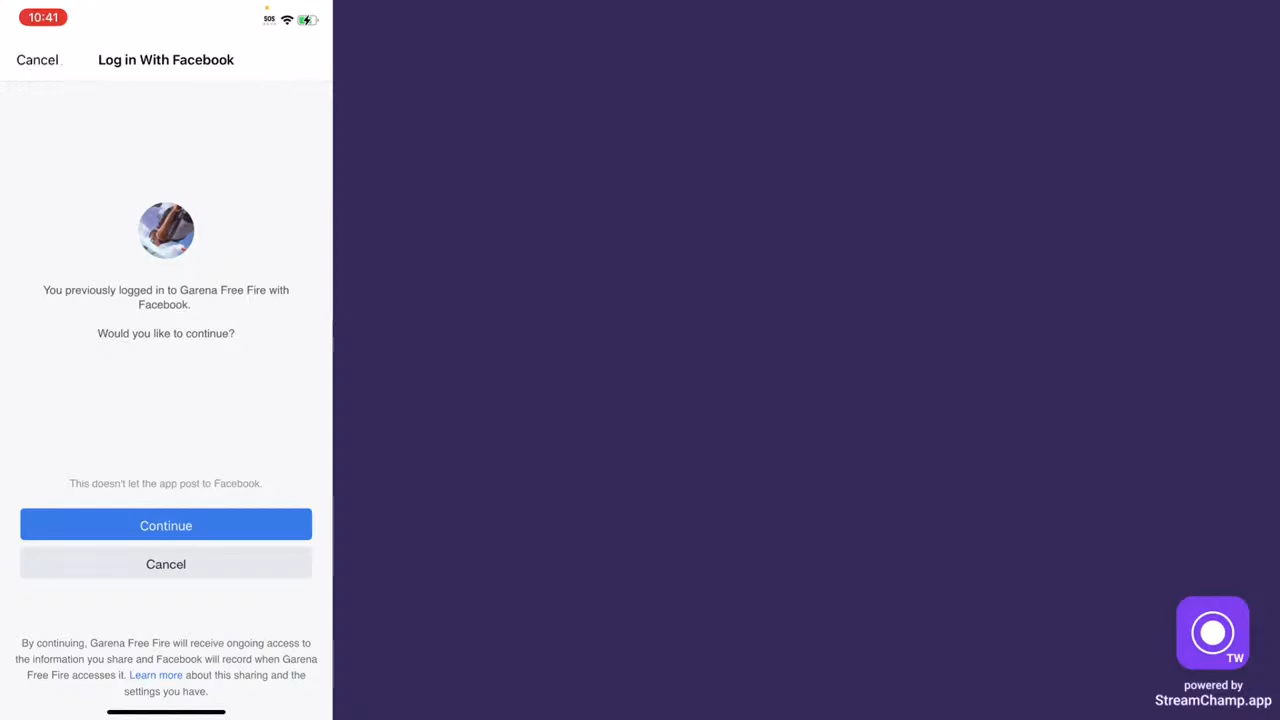 10:41
SOS
Cancel
Log in With Facebook
You previously logged in to Garena Free Fire with
Facebook.
Would you like to continue?
This doesn't let the app post to Facebook.
Continue
Cancel
By continuing, Garena Free Fire will receive ongoing access to
the information you share and Facebook will record when Garena
Free Fire accesses it. Learn more about this sharing and the
settings you have.
TW
powered by
StreamChamp.app